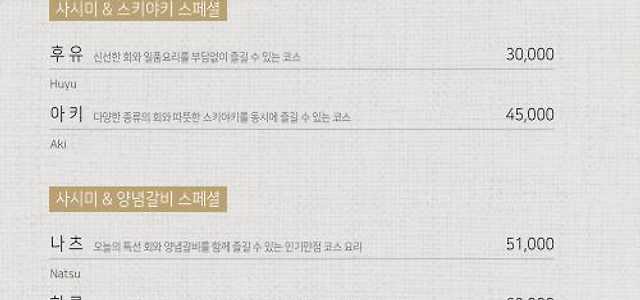 사시미 & 스키야키 스페셜
후 유 신선한 회와 일품요리를 부담없이 즐길 수 있는 코스 30,000
Huyu
아 키 다양한 종류의 회와 따뜻한 스키야키를 동시에 즐길 수 있는 코스 45,000
Aki
사시미 & 양념갈비 스페셜
나 츠 오늘의 특선 회와 양념갈비를 함께 즐길 수 있는 인기만점 코스 요리 51,000
Natsu